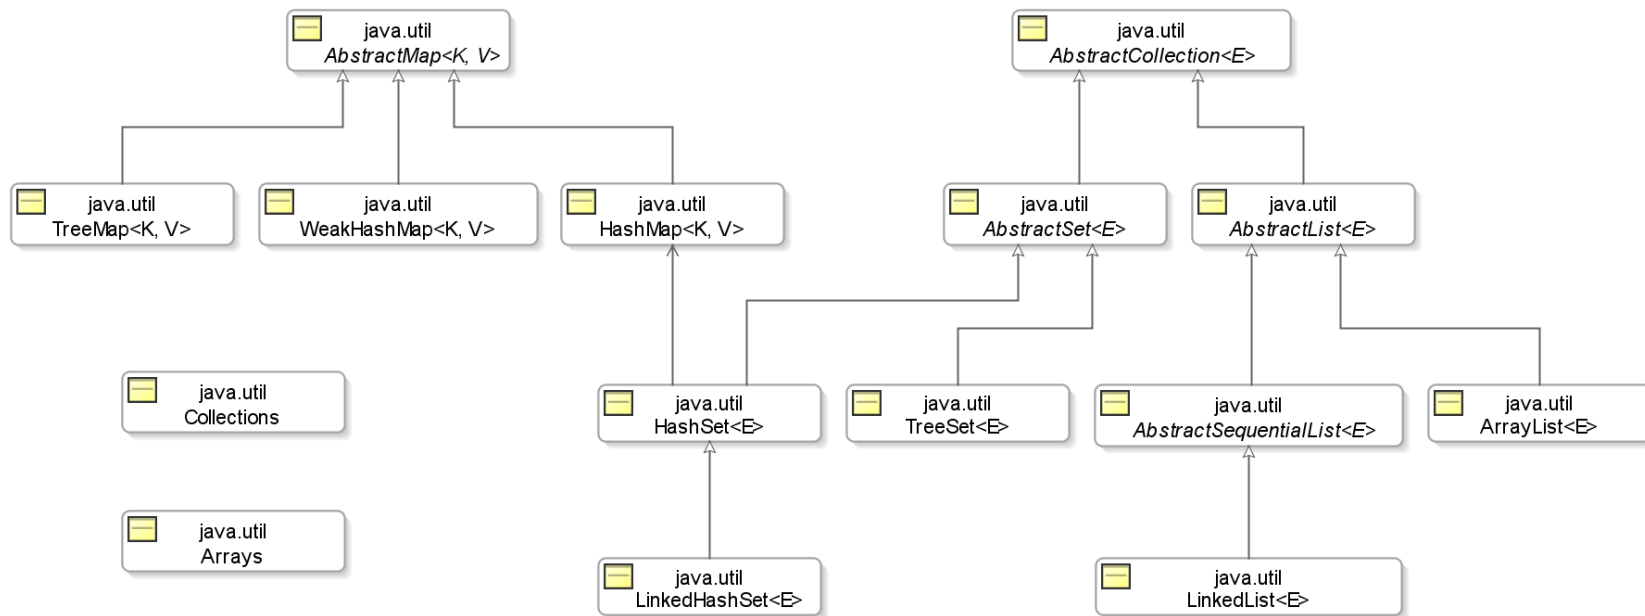 java.util
AbstractMap<K, V>
java.util
AbstractCollection<E>
java.util
TreeMap<K, V>
java.util
WeakHashMap<K, V>
java.util
HashMap<K, V>
java.util
AbstractSet<E>
java.util
AbstractList<E>
java.util
Collections
java.util
HashSet<E>
java.util
TreeSet<E>
java.util
AbstractSequentialList<E>
java.util
ArrayList<E>
java.util
Arrays
java.util
LinkedHashSet<E>
java.util
LinkedList<E>